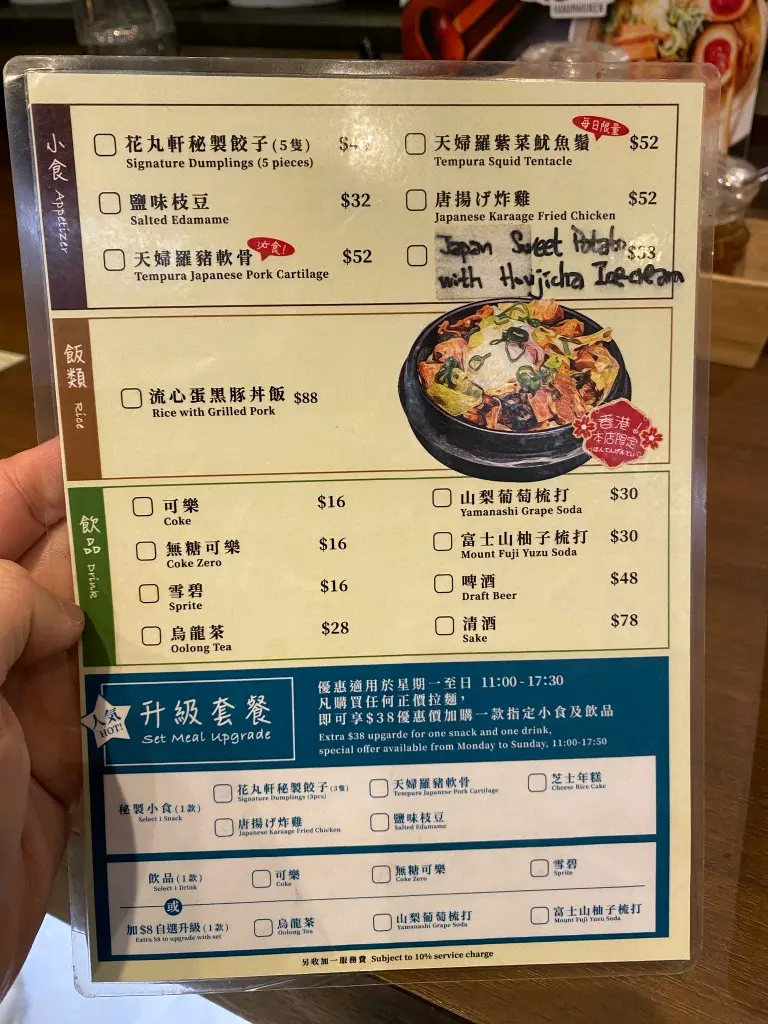 小食 Appetizer
花丸軒秘製餃子(5隻)
Signature Dumplings (5 pieces)
鹽味枝豆 $32
Salted Edamame
天婦羅豬軟骨 必食! $52
Tempura Japanese Pork Cartilage
每日限量
天婦羅紫菜魷魚鬚 $52
Tempura Squid Tentacle
唐揚げ炸雞 $52
Japanese Karaage Fried Chicken
Japan Sweet Potato $53
with Houjicha Icecream
飯類 Rice
流心蛋黑豚丼飯 $88
Rice with Grilled Pork
香港
本店限定
飲品 Drink
可樂 $16
Coke
無糖可樂 $16
Coke Zero
雪碧 $16
Sprite
烏龍茶 $28
Oolong Tea
山梨葡萄梳打 $30
Yamanashi Grape Soda
富士山柚子梳打 $30
Mount Fuji Yuzu Soda
啤酒 $48
Draft Beer
清酒 $78
Sake
人気
HOT!
升級套餐
Set Meal Upgrade
優惠適用於星期一至日 11:00-17:30
凡購買任何正價拉麵，
即可享$38優惠價加購一款指定小食及飲品
Extra $38 upgarde for one snack and one drink,
special offer available from Monday to Sunday, 11:00-17:50
秘製小食(1款)
Select 1 Snack
花丸軒秘製餃子(3隻)
Signature Dumplings (3pcs)
天婦羅豬軟骨
Tempura Japanese Pork Cartilage
芝士年糕
Cheese Rice Cake
唐揚げ炸雞
Japanese Karaage Fried Chicken
鹽味枝豆
Salted Edamame
飲品(1款)
Select 1 Drink
可樂
Coke
無糖可樂
Coke Zero
雪碧
Sprite
或
加$8自選升級(1款)
Extra $8 to upgrade with set
烏龍茶
Oolong Tea
山梨葡萄梳打
Yamanashi Grape Soda
富士山柚子梳打
Mount Fuji Yuzu Soda
另收加一服務費 Subject to 10% service charge